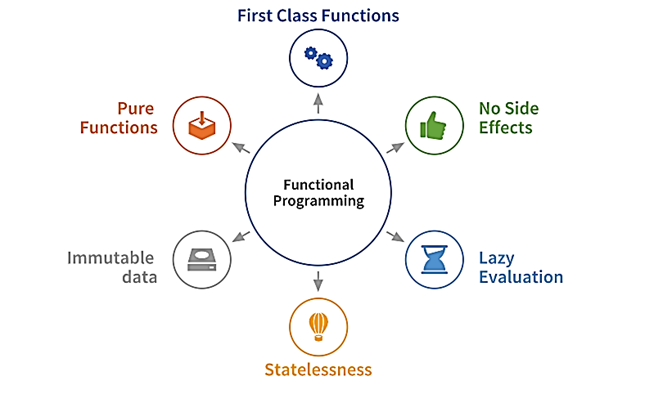 First Class Functions
Pure
Functions
No Side
Effects
Functional
Programming
Immutable
data
Lazy
Evaluation
Statelessness